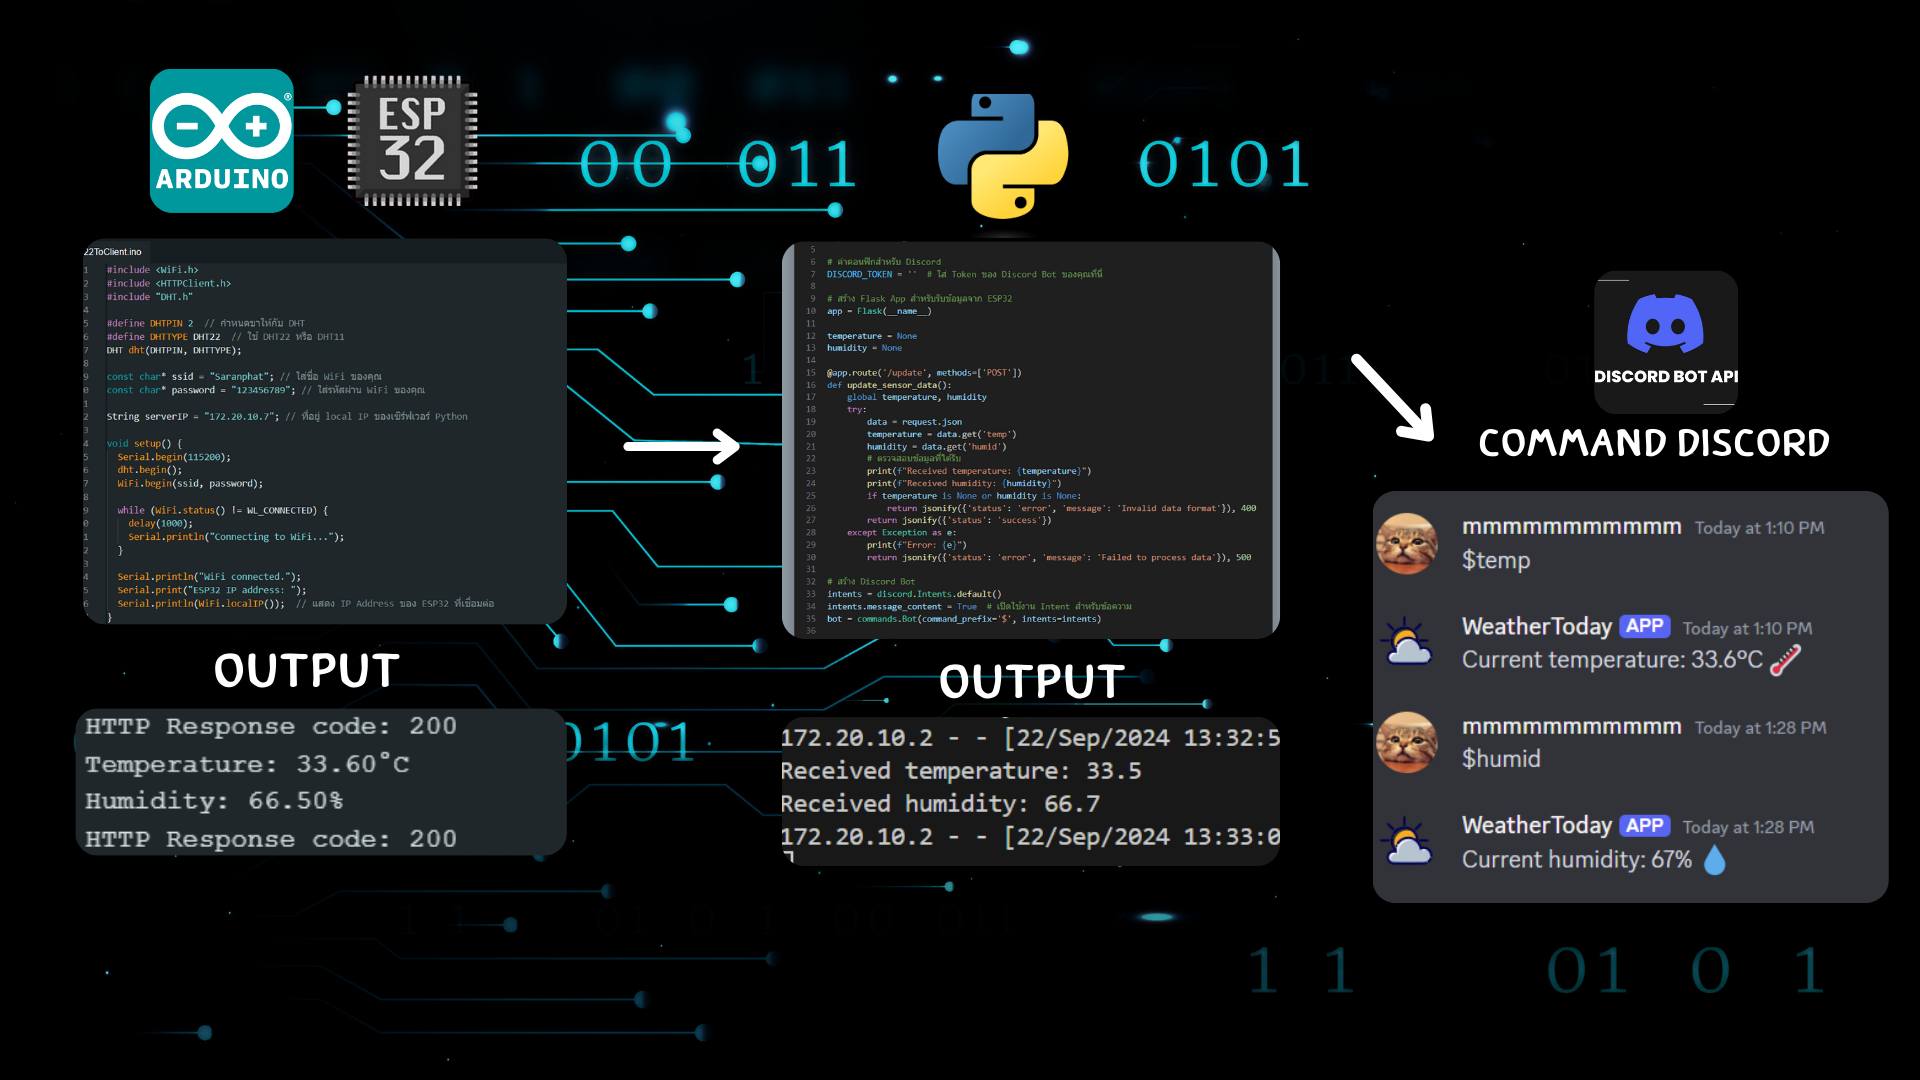 ARDUINO
ESP
32
00 011
0101
22ToClient.ino
1 #include <WiFi.h>
2 #include <HTTPClient.h>
3 #include "DHT.h"
4
5 #define DHTPIN 2 // กำหนดขาให้กับ DHT
6 #define DHTTYPE DHT22 // ใช้ DHT22 หรือ DHT11
7 DHT dht(DHTPIN, DHTTYPE);
8
9 const char* ssid = "Saranphat"; // ใส่ชื่อ WiFi ของคุณ
0 const char* password = "123456789"; // ใส่รหัสผ่าน WiFi ของคุณ
1
2 String serverIP = "172.20.10.7"; // ที่อยู่ local IP ของเซิร์ฟเวอร์ Python
3
4 void setup() {
5 Serial.begin(115200);
6 dht.begin();
7 WiFi.begin(ssid, password);
8
9 while (WiFi.status() != WL_CONNECTED) {
0 delay(1000);
1 Serial.println("Connecting to WiFi...");
2 }
3
4 Serial.println("WiFi connected.");
5 Serial.print("ESP32 IP address: ");
6 Serial.println(WiFi.localIP()); // แสดง IP Address ของ ESP32 ที่เชื่อมต่อ
}
OUTPUT
HTTP Response code: 200
Temperature: 33.60°C
Humidity: 66.50%
HTTP Response code: 200
5
6 # ค่าคอนฟิกสำหรับ Discord
7 DISCORD_TOKEN = '' # ใส่ Token ของ Discord Bot ของคุณที่นี่
8
9 # สร้าง Flask App สำหรับรับข้อมูลจาก ESP32
10 app = Flask(__name__)
11
12 temperature = None
13 humidity = None
14
15 @app.route('/update', methods=['POST'])
16 def update_sensor_data():
17 global temperature, humidity
18 try:
19 data = request.json
20 temperature = data.get('temp')
21 humidity = data.get('humid')
22 # ตรวจสอบข้อมูลที่ได้รับ
23 print(f"Received temperature: {temperature}")
24 print(f"Received humidity: {humidity}")
25 if temperature is None or humidity is None:
26 return jsonify({'status': 'error', 'message': 'Invalid data format'}), 400
27 return jsonify({'status': 'success'})
28 except Exception as e:
29 print(f"Error: {e}")
30 return jsonify({'status': 'error', 'message': 'Failed to process data'}), 500
31
32 # สร้าง Discord Bot
33 intents = discord.Intents.default()
34 intents.message_content = True # เปิดใช้งาน Intent สำหรับข้อความ
35 bot = commands.Bot(command_prefix='$', intents=intents)
36
OUTPUT
172.20.10.2 - - [22/Sep/2024 13:32:5
Received temperature: 33.5
Received humidity: 66.7
172.20.10.2 - - [22/Sep/2024 13:33:0
DISCORD BOT API
COMMAND DISCORD
mmmmmmmmmmm Today at 1:10 PM
$temp
WeatherToday APP Today at 1:10 PM
Current temperature: 33.6°C
mmmmmmmmmmm Today at 1:28 PM
$humid
WeatherToday APP Today at 1:28 PM
Current humidity: 67%
0101
1 1 01 0 1